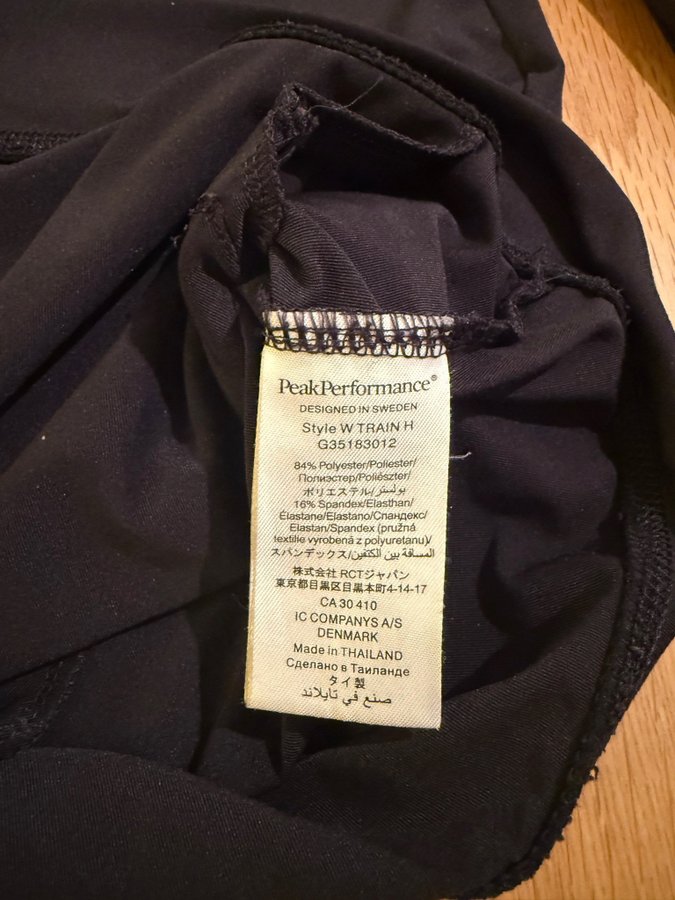 PeakPerformance®
DESIGNED IN SWEDEN
Style W TRAIN H
G35183012
84% Polyester/Poliester/
Полиэстер/Poliészter/
ポリエステル/بولستر
16% Spandex/Elasthan/
Élastane/Elastano/Спандекс/
Elastan/Spandex (pružná
textilie vyrobená z polyuretanu)/
スパンデックス/المسافة بين الكتفين
株式会社 RCTジャパン
東京都目黒区目黒本町4-14-17
CA 30 410
IC COMPANYS A/S
DENMARK
Made in THAILAND
Сделано в Таиланде
タイ製
صنع في تايلاند